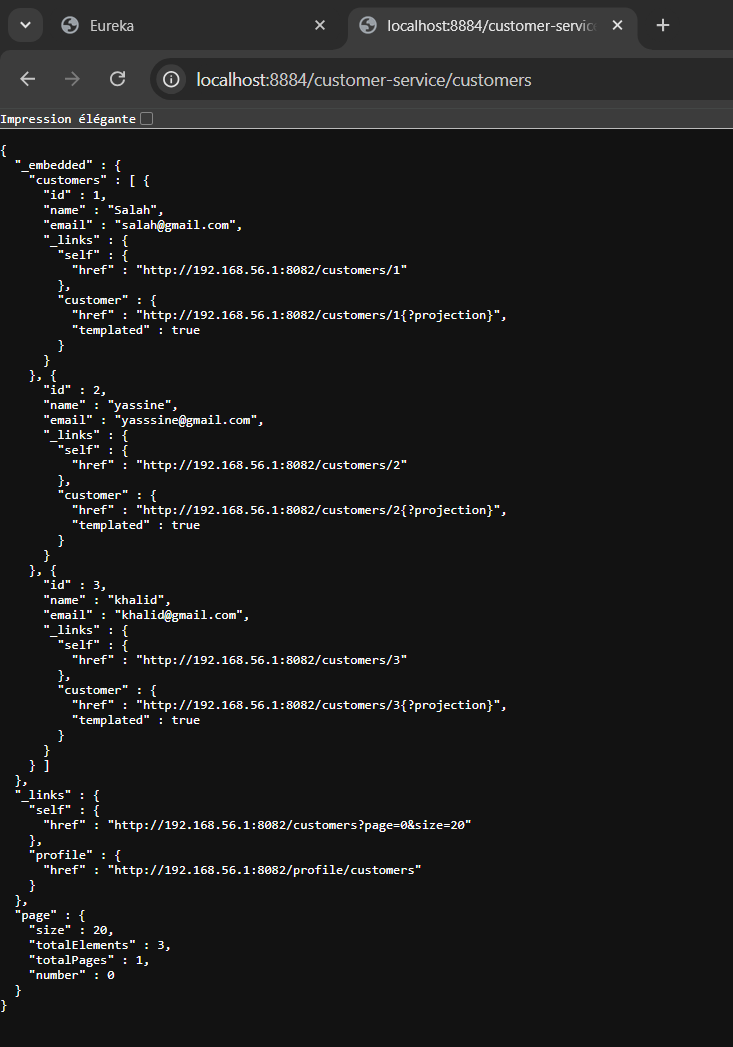 Eureka
localhost:8884/customer-service
localhost:8884/customer-service/customers
Impression élégante
{
  "_embedded" : {
    "customers" : [ {
      "id" : 1,
      "name" : "Salah",
      "email" : "salah@gmail.com",
      "_links" : {
        "self" : {
          "href" : "http://192.168.56.1:8082/customers/1"
        },
        "customer" : {
          "href" : "http://192.168.56.1:8082/customers/1{?projection}",
          "templated" : true
        }
      }
    }, {
      "id" : 2,
      "name" : "yassine",
      "email" : "yasssine@gmail.com",
      "_links" : {
        "self" : {
          "href" : "http://192.168.56.1:8082/customers/2"
        },
        "customer" : {
          "href" : "http://192.168.56.1:8082/customers/2{?projection}",
          "templated" : true
        }
      }
    }, {
      "id" : 3,
      "name" : "khalid",
      "email" : "khalid@gmail.com",
      "_links" : {
        "self" : {
          "href" : "http://192.168.56.1:8082/customers/3"
        },
        "customer" : {
          "href" : "http://192.168.56.1:8082/customers/3{?projection}",
          "templated" : true
        }
      }
    } ]
  },
  "_links" : {
    "self" : {
      "href" : "http://192.168.56.1:8082/customers?page=0&size=20"
    },
    "profile" : {
      "href" : "http://192.168.56.1:8082/profile/customers"
    }
  },
  "page" : {
    "size" : 20,
    "totalElements" : 3,
    "totalPages" : 1,
    "number" : 0
  }
}